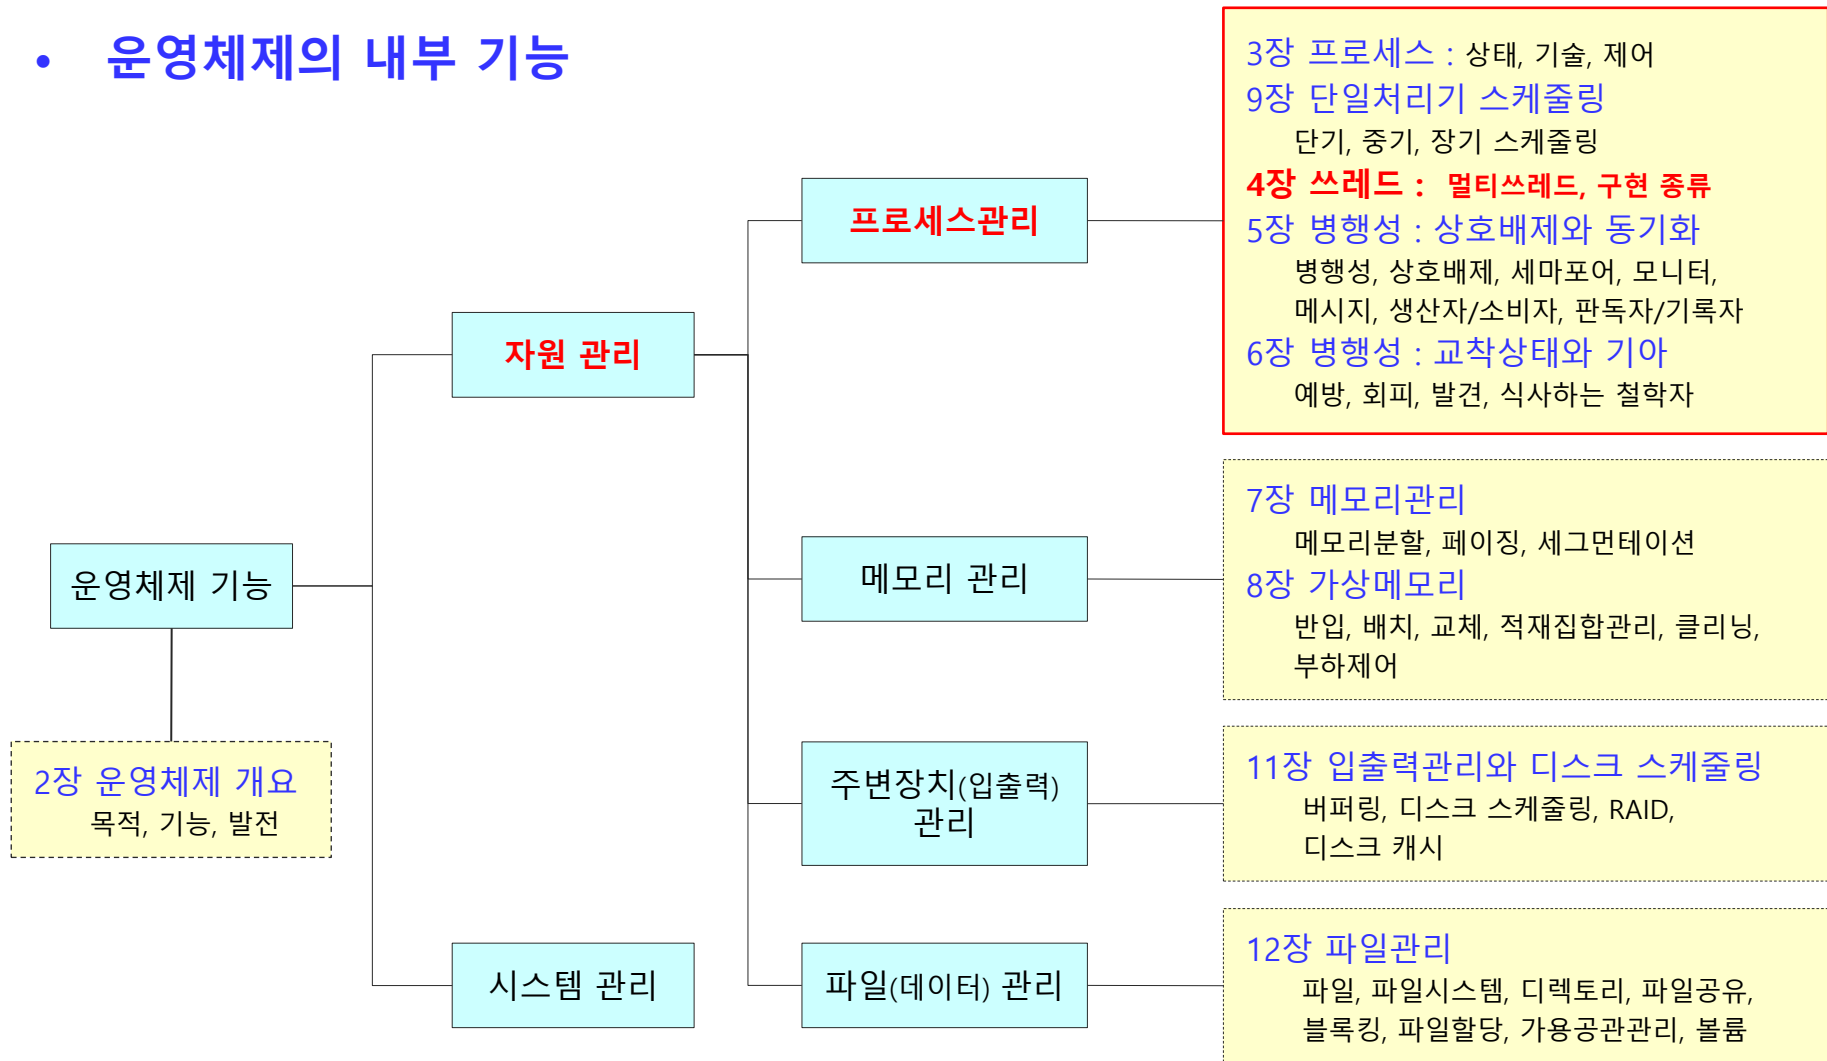 • 운영체제의 내부 기능
운영체제 기능
2장 운영체제 개요
목적, 기능, 발전
자원 관리
시스템 관리
프로세스관리
메모리 관리
주변장치(입출력)
관리
파일(데이터) 관리
3장 프로세스 : 상태, 기술, 제어
9장 단일처리기 스케줄링
단기, 중기, 장기 스케줄링
4장 쓰레드 : 멀티쓰레드, 구현 종류
5장 병행성 : 상호배제와 동기화
병행성, 상호배제, 세마포어, 모니터,
메시지, 생산자/소비자, 판독자/기록자
6장 병행성 : 교착상태와 기아
예방, 회피, 발견, 식사하는 철학자
7장 메모리관리
메모리분할, 페이징, 세그먼테이션
8장 가상메모리
반입, 배치, 교체, 적재집합관리, 클리닝,
부하제어
11장 입출력관리와 디스크 스케줄링
버퍼링, 디스크 스케줄링, RAID,
디스크 캐시
12장 파일관리
파일, 파일시스템, 디렉토리, 파일공유,
블록킹, 파일할당, 가용공관관리, 볼륨